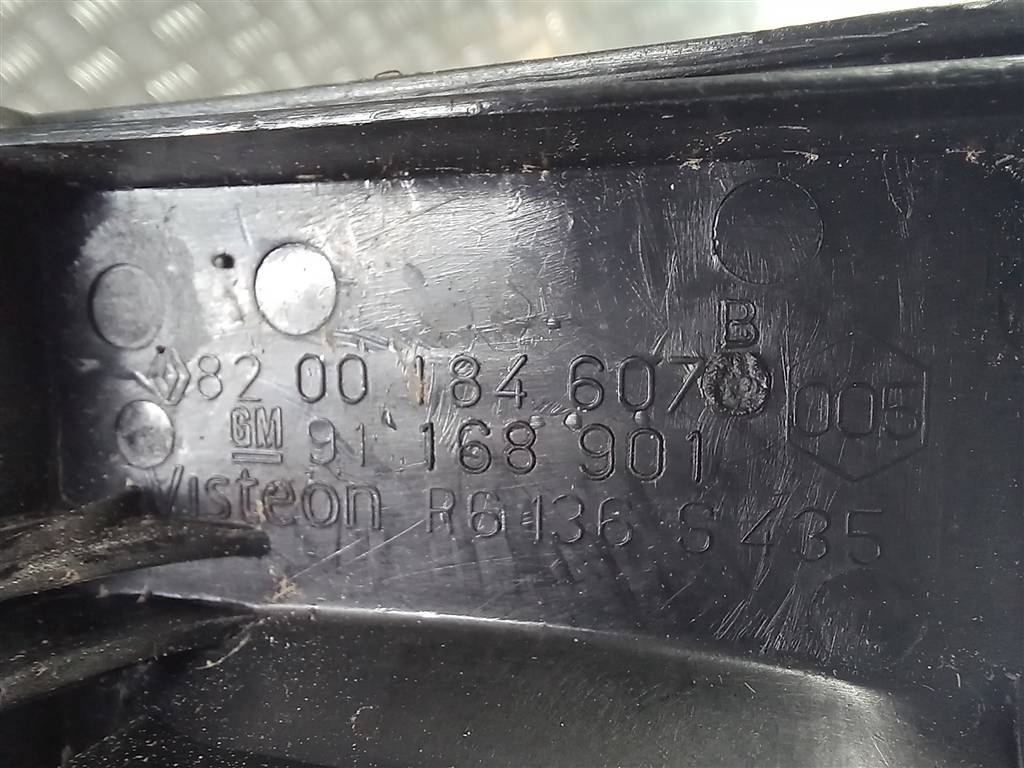 B
82 00 184 607
005
GM 91 168 901
Visteon R6136 S435